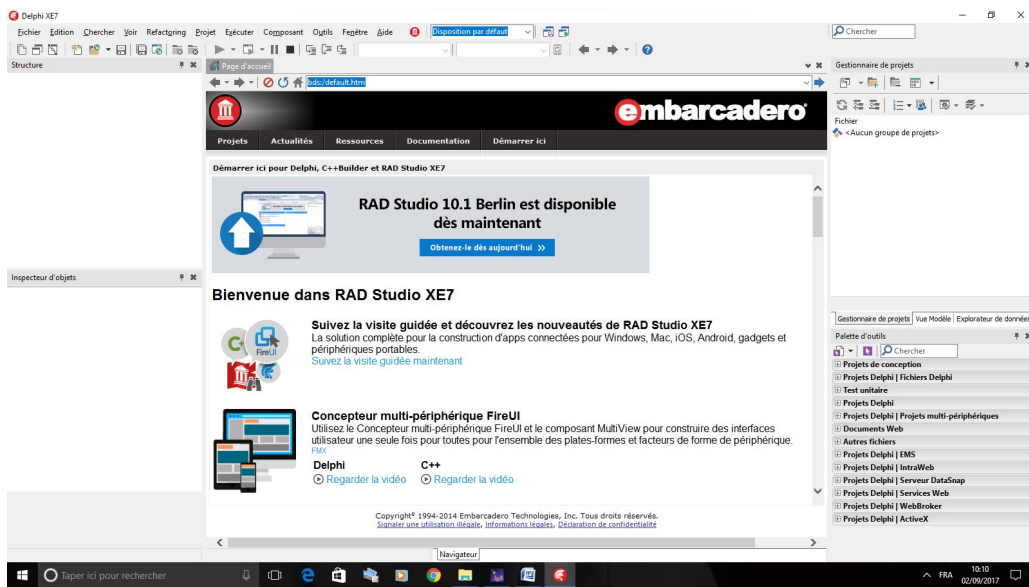 Delphi XE7
Fichier Edition Chercher Voir Refactoring Projet Exécuter Composant Outils Fenêtre Aide Disposition par défaut Chercher
Structure
Page d'accueil
bds:/default.htm
embarcadero
Projets Actualités Ressources Documentation Démarrer ici
Démarrer ici pour Delphi, C++Builder et RAD Studio XE7
RAD Studio 10.1 Berlin est disponible
dès maintenant
Obtenez-le dès aujourd'hui >>
Inspecteur d'objets
Bienvenue dans RAD Studio XE7
C++
FireUI
Suivez la visite guidée et découvrez les nouveautés de RAD Studio XE7
La solution complète pour la construction d'apps connectées pour Windows, Mac, iOS, Android, gadgets et
périphériques portables.
Suivez la visite guidée maintenant
Concepteur multi-périphérique FireUI
Utilisez le Concepteur multi-périphérique FireUI et le composant MultiView pour construire des interfaces
utilisateur une seule fois pour toutes pour l'ensemble des plates-formes et facteurs de forme de périphérique.
FMX
Delphi C++
Regarder la vidéo Regarder la vidéo
Copyright© 1994-2014 Embarcadero Technologies, Inc. Tous droits réservés.
Signaler une utilisation illégale, Informations légales, Déclaration de confidentialité
Navigateur
Gestionnaire de projets
Fichier
<Aucun groupe de projets>
Gestionnaire de projets Vue Modèle Explorateur de données
Palette d'outils
Chercher
Projets de conception
Projets Delphi | Fichiers Delphi
Test unitaire
Projets Delphi
Projets Delphi | Projets multi-périphériques
Documents Web
Autres fichiers
Projets Delphi | EMS
Projets Delphi | IntraWeb
Projets Delphi | Serveur DataSnap
Projets Delphi | Services Web
Projets Delphi | WebBroker
Projets Delphi | ActiveX
Taper ici pour rechercher
FRA
10:10
02/09/2017